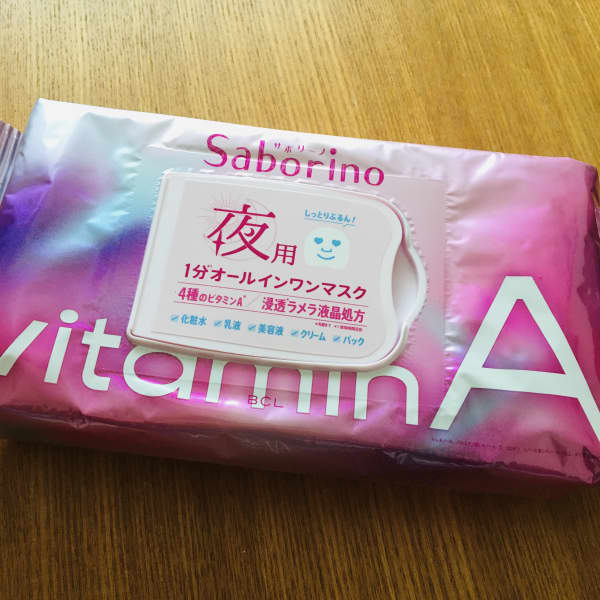 サボリーノ
Saborino
しっとりぷるん!
夜用
1分オールインワンマスク
4種のビタミンA / 浸透ラメラ液晶処方
化粧水 乳液 美容液 クリーム パック
vitamin A
BCL